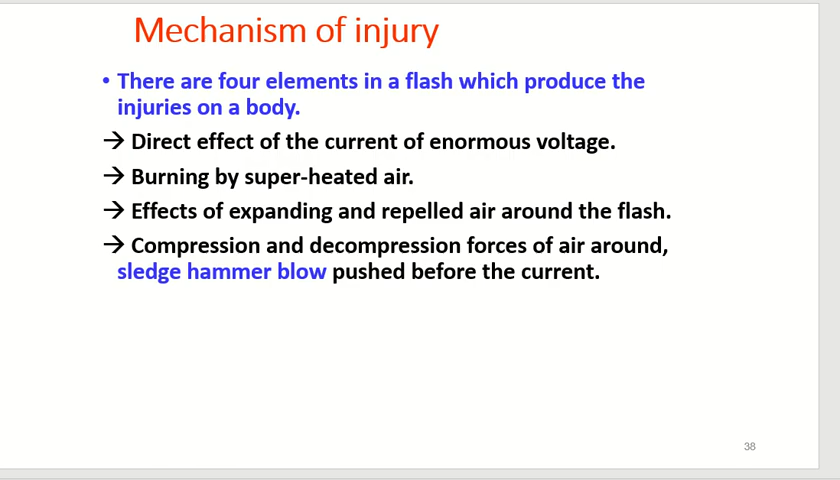 Mechanism of injury
• There are four elements in a flash which produce the
injuries on a body.
→ Direct effect of the current of enormous voltage.
→ Burning by super-heated air.
→ Effects of expanding and repelled air around the flash.
→ Compression and decompression forces of air around,
sledge hammer blow pushed before the current.
38